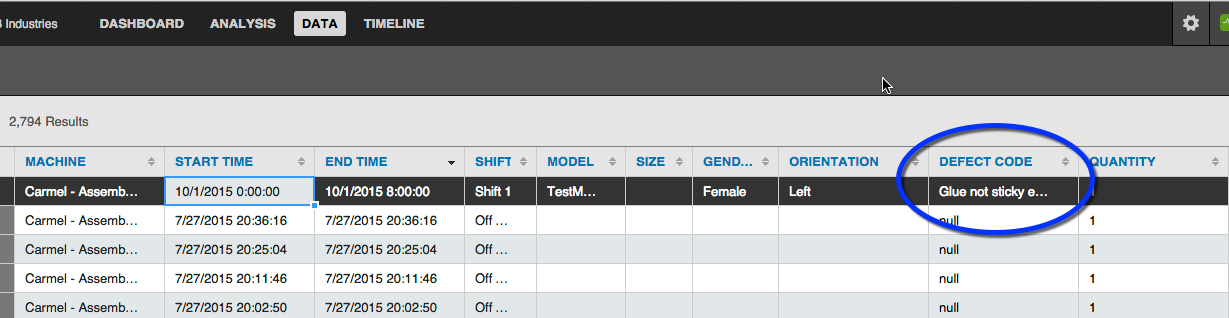 Industries DASHBOARD ANALYSIS DATA TIMELINE
2,794 Results
MACHINE START TIME END TIME SHIFT MODEL SIZE GEND... ORIENTATION DEFECT CODE QUANTITY
Carmel - Assemb... 10/1/2015 0:00:00 10/1/2015 8:00:00 Shift 1 TestM... Female Left Glue not sticky e...
Carmel - Assemb... 7/27/2015 20:36:16 7/27/2015 20:36:16 Off ... null 1
Carmel - Assemb... 7/27/2015 20:25:04 7/27/2015 20:25:04 Off ... null 1
Carmel - Assemb... 7/27/2015 20:11:46 7/27/2015 20:11:46 Off ... null 1
Carmel - Assemb... 7/27/2015 20:02:50 7/27/2015 20:02:50 Off ... null 1